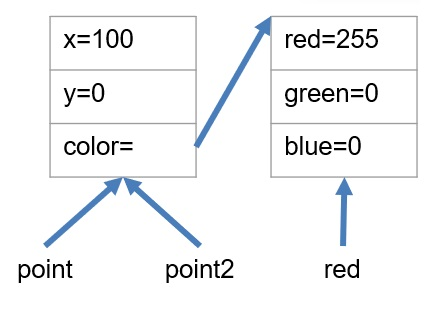 x=100
y=0
color=
red=255
green=0
blue=0
point
point2
red